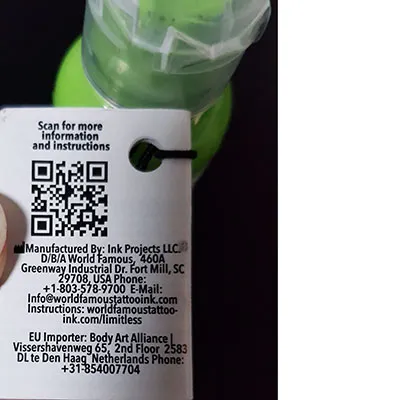 Scan for more
information
and instructions
Manufactured By: Ink Projects LLC.
D/B/A World Famous, 460A
Greenway Industrial Dr. Fort Mill, SC
29708, USA Phone:
+1-803-578-9700 E-Mail:
Info@worldfamoustattooink.com
Instructions: worldfamoustattoo-
ink.com/limitless
EU Importer: Body Art Alliance|
Vissershavenweg 65, 2nd Floor 2583
DL te Den Haag Netherlands Phone:
+31-854007704